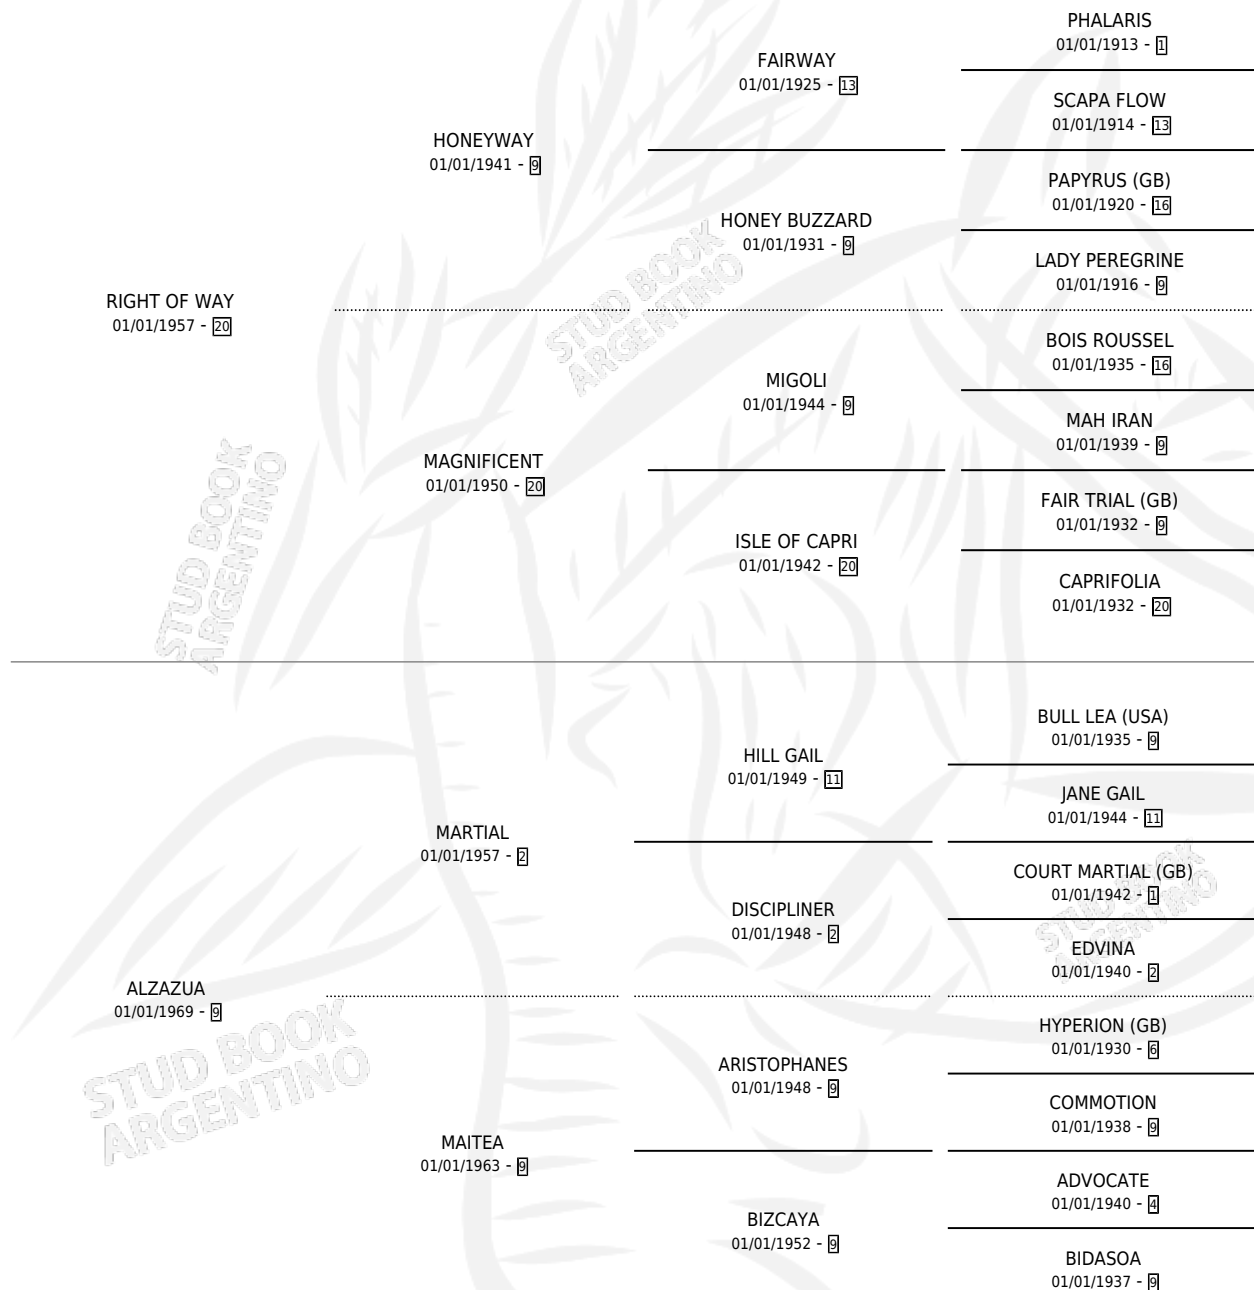 PHALARIS
01/01/1913 - 1
FAIRWAY
01/01/1925 - 13
SCAPA FLOW
01/01/1914 - 13
HONEYWAY
01/01/1941 - 9
PAPYRUS (GB)
01/01/1920 - 16
HONEY BUZZARD
01/01/1931 - 9
LADY PEREGRINE
01/01/1916 - 9
RIGHT OF WAY
01/01/1957 - 20
STUD BOOK
ARGENTINO
BOIS ROUSSEL
01/01/1935 - 16
MIGOLI
01/01/1944 - 9
MAH IRAN
01/01/1939 - 9
MAGNIFICENT
01/01/1950 - 20
FAIR TRIAL (GB)
01/01/1932 - 9
ISLE OF CAPRI
01/01/1942 - 20
CAPRIFOLIA
01/01/1932 - 20
STUD BOOK
ARGENTINO
BULL LEA (USA)
01/01/1935 - 9
HILL GAIL
01/01/1949 - 11
JANE GAIL
01/01/1944 - 11
MARTIAL
01/01/1957 - 2
COURT MARTIAL (GB)
01/01/1942 - 1
DISCIPLINER
01/01/1948 - 2
EDVINA
01/01/1940 - 2
STUD BOOK
ARGENTINO
ALZAZUA
01/01/1969 - 9
HYPERION (GB)
01/01/1930 - 6
ARISTOPHANES
01/01/1948 - 9
COMMOTION
01/01/1938 - 9
STUD BOOK
ARGENTINO
MAITEA
01/01/1963 - 9
ADVOCATE
01/01/1940 - 4
BIZCAYA
01/01/1952 - 9
BIDASOA
01/01/1937 - 9